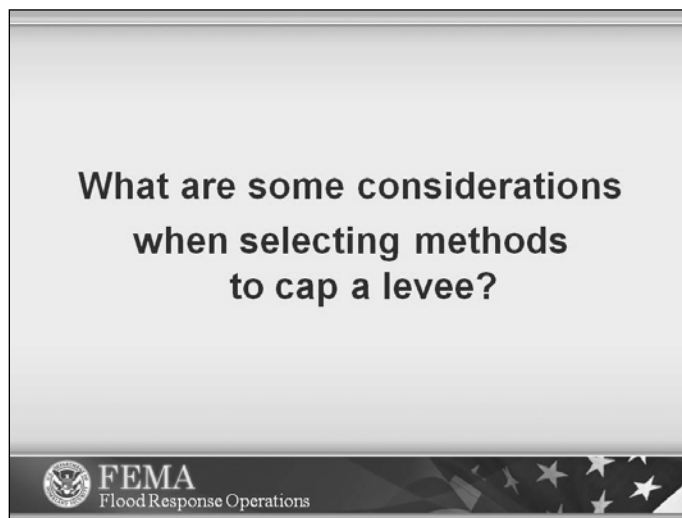 What are some considerations
when selecting methods
to cap a levee?
FEMA
Flood Response Operations